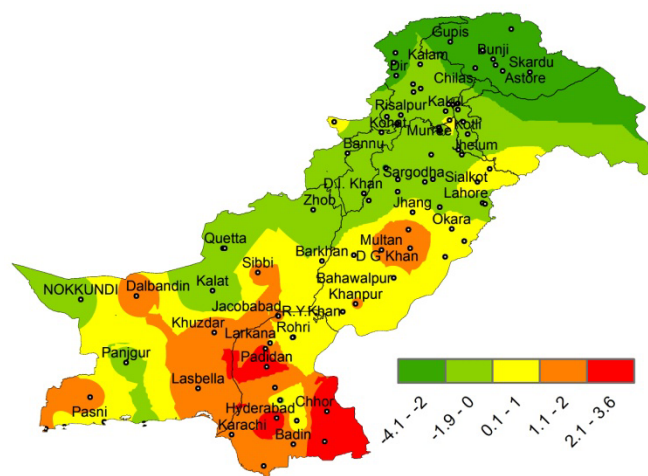 Gupis
Kalam
Bunji
Dir
Skardu
Chilas
Astore
Risalpur
Kakul
Kohat
Murree
Kotli
Bannu
Jhelum
Sargodha
Sialkot
D.I. Khan
Zhob
Lahore
Jhang
Okara
Quetta
Multan
Barkhan
D G Khan
Sibbi
Bahawalpur
NOKKUNDI
Dalbandin
Kalat
Khanpur
Jacobabad
R.Y.Khan
Khuzdar
Larkana
Rohri
Panjgur
Padidan
Lasbella
Pasni
Hyderabad
Chhor
Karachi
Badin
-4.1 - -2
-1.9 - 0
0.1 - 1
1.1 - 2
2.1 - 3.6